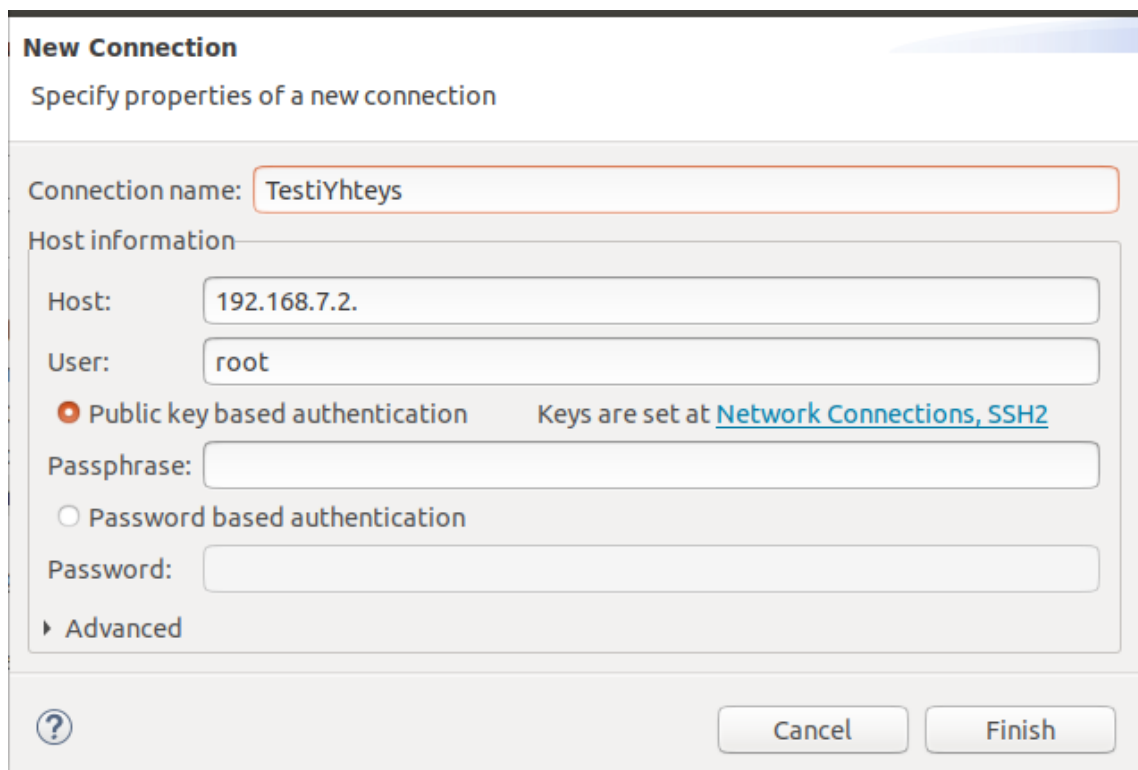 New Connection
Specify properties of a new connection
Connection name: TestiYhteys
Host information
Host: 192.168.7.2.
User: root
Public key based authentication Keys are set at Network Connections, SSH2
Passphrase:
Password based authentication
Password:
Advanced
? Cancel Finish